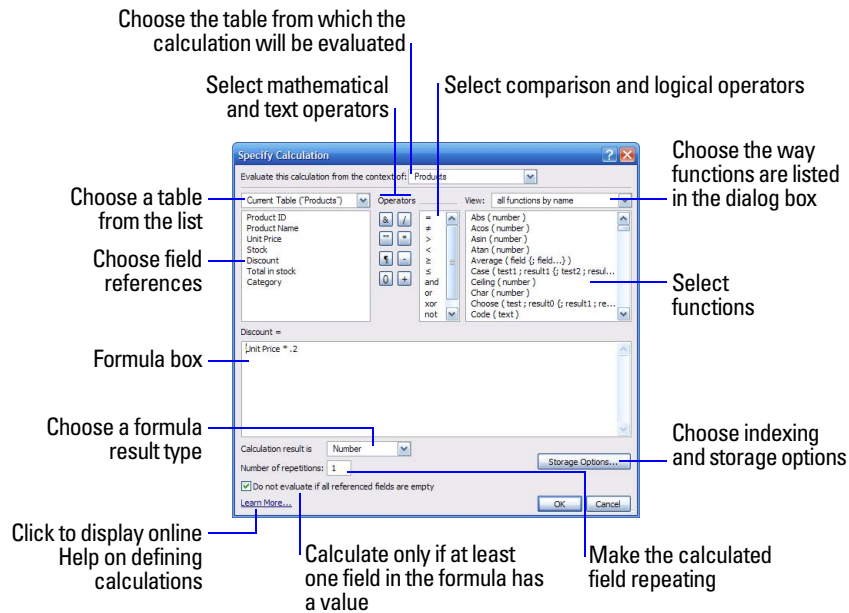 Choose the table from which the
calculation will be evaluated
Select mathematical
and text operators
Select comparison and logical operators
Choose a table
from the list
Choose field
references
Formula box
Choose a formula
result type
Click to display online
Help on defining
calculations
Calculate only if at least
one field in the formula has
a value
Make the calculated
field repeating
Choose indexing
and storage options
Select
functions
Choose the way
functions are listed
in the dialog box
Specify Calculation
Evaluate this calculation from the context of: Products
Current Table ("Products")
Operators
View: all functions by name
Product ID
Product Name
Unit Price
Stock
Discount
Total in stock
Category
& /
"" *
¶ -
() +
=
≠
>
<
≥
≤
and
or
xor
not
Abs ( number )
Acos ( number )
Asin ( number )
Atan ( number )
Average ( field {; field...} )
Case ( test1 ; result1 {; test2 ; resul...
Ceiling ( number )
Char ( number )
Choose ( test ; result0 {; result1 ; re...
Code ( text )
Discount =
Unit Price * .2
Calculation result is Number
Number of repetitions: 1
Storage Options...
Do not evaluate if all referenced fields are empty
Learn More...
OK
Cancel